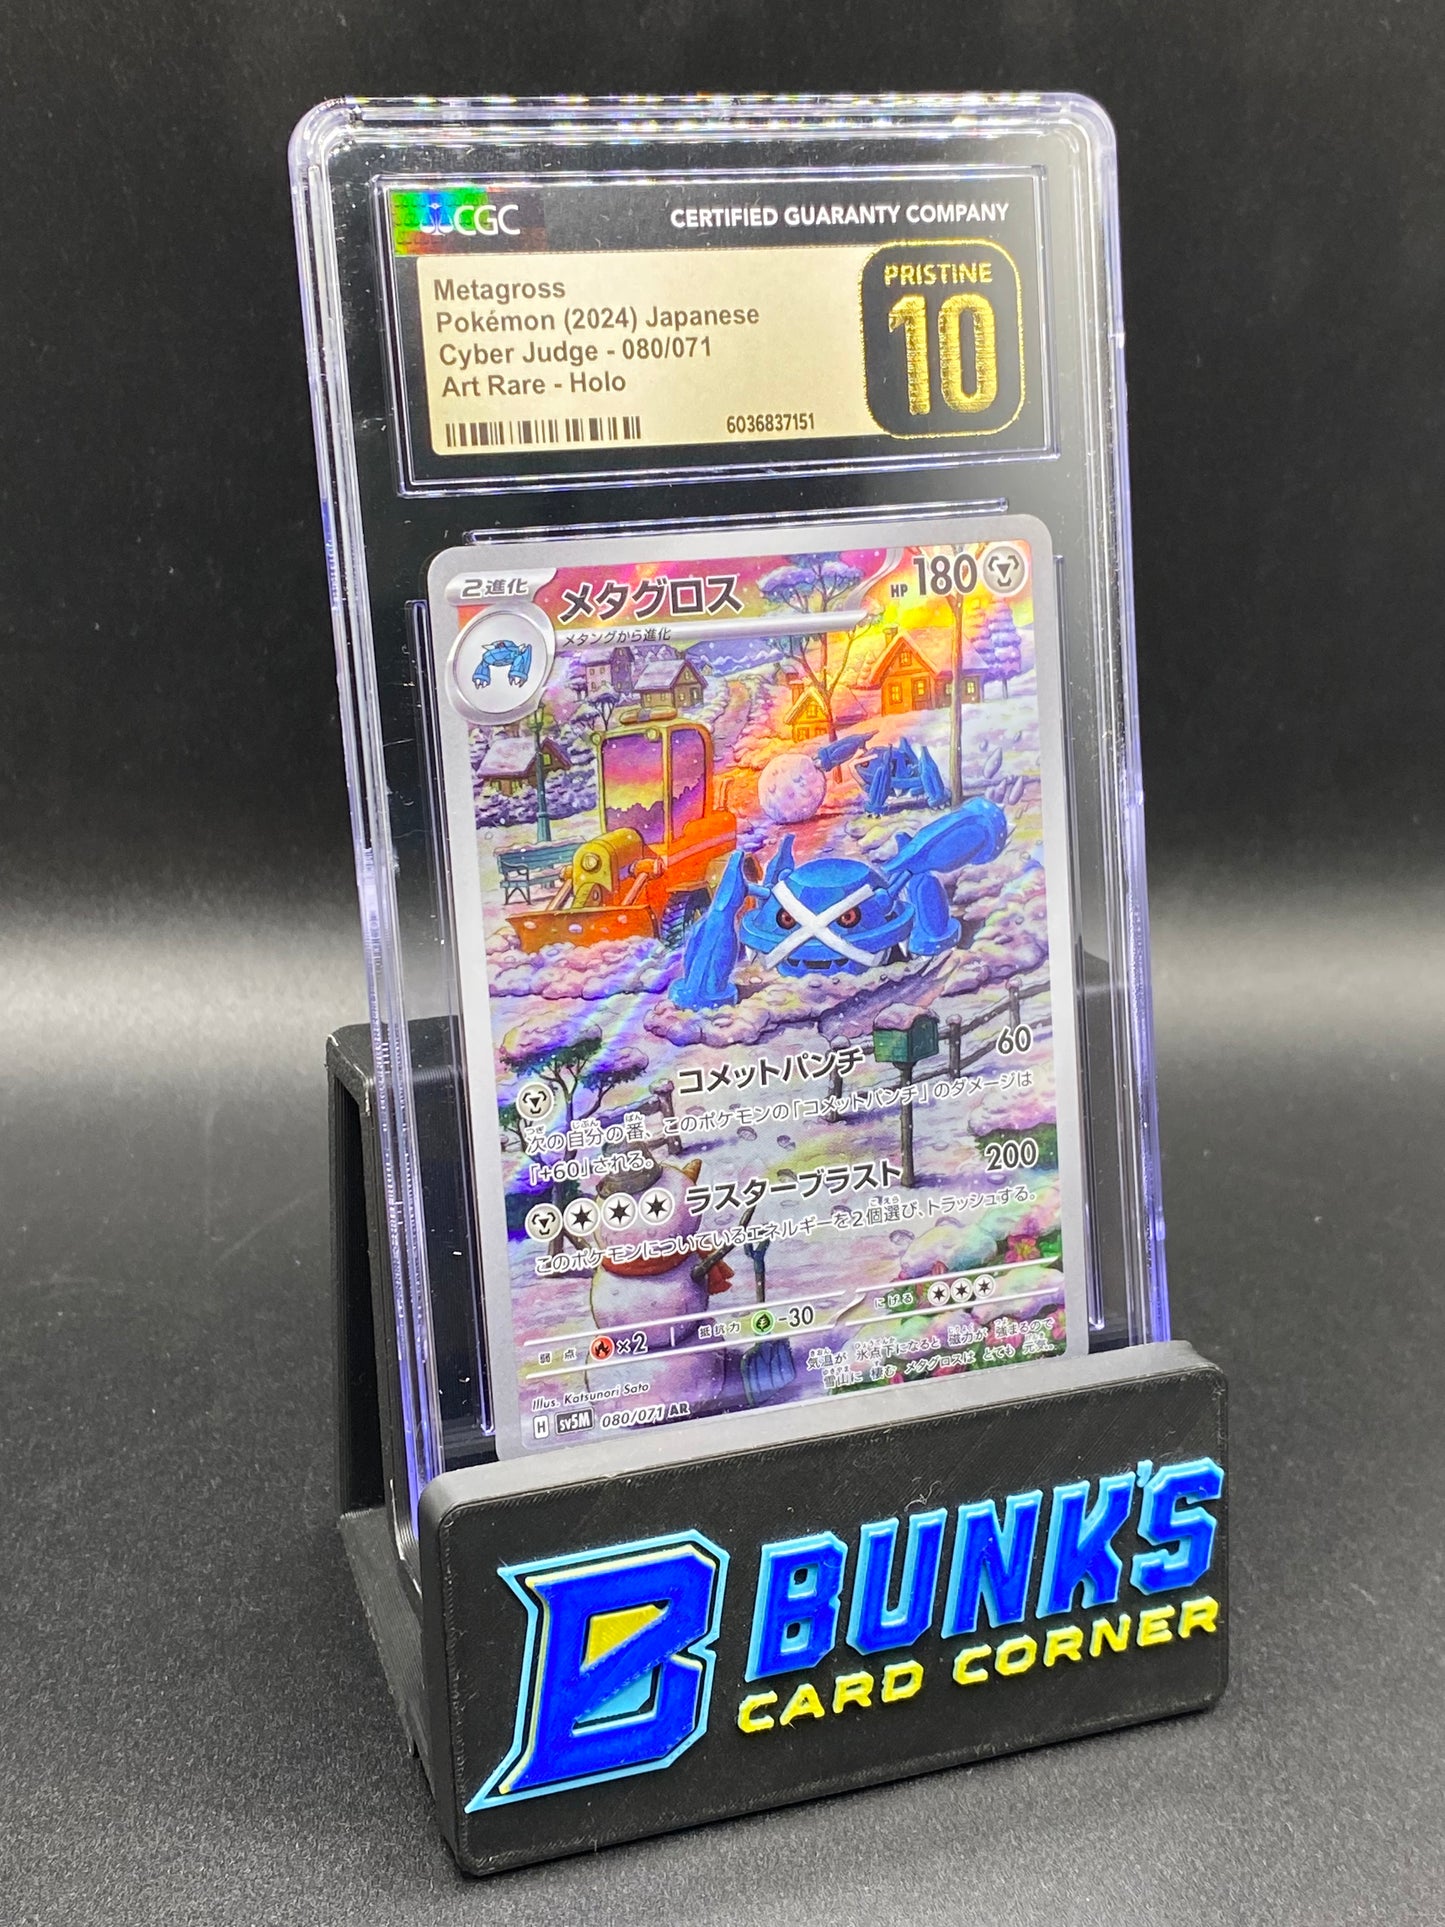 CGC
CERTIFIED GUARANTY COMPANY
Metagross
Pokémon (2024) Japanese
Cyber Judge - 080/071
Art Rare - Holo
6036837151
PRISTINE
10
2進化
メタグロス
HP 180
メタングから進化
コメットパンチ 60
次の自分の番、このポケモンの「コメットパンチ」のダメージは
「+60」される。
ラスターブラスト 200
このポケモンについているエネルギーを2個選び、トラッシュする。
弱点 ×2 抵抗力 -30 にげる
気温が 氷点下になると 磁力が 強まるので
雪山に 棲む メタグロスは とても
Illus. Katsunori Sato
H SV5M 080/071 AR
B
BUNK'S
CARD CORNER